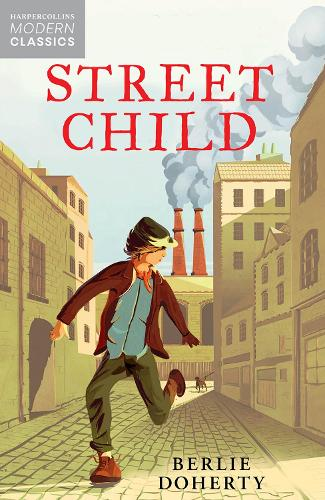 HARPERCOLLINS
MODERN
CLASSICS
STREET
CHILD
BERLIE
DOHERTY